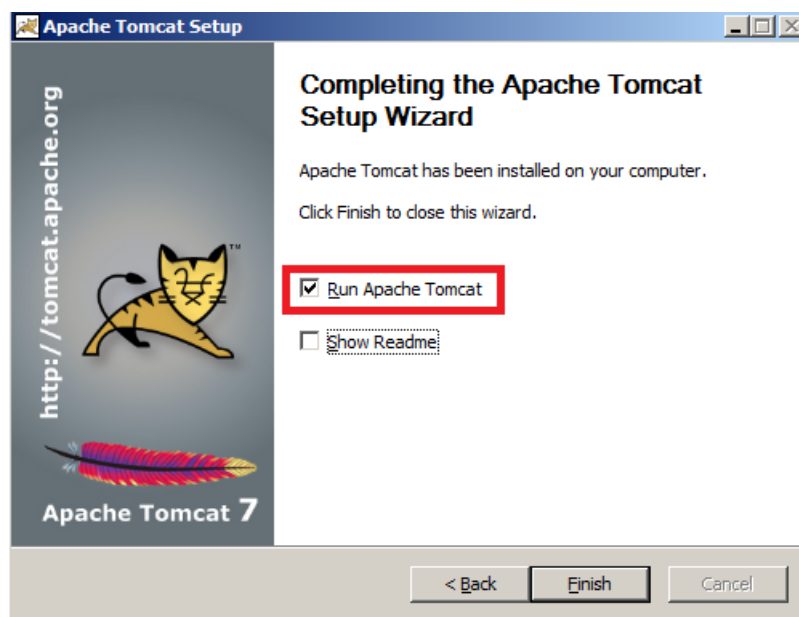 Apache Tomcat Setup
http://tomcat.apache.org
TM
Apache Tomcat 7
Completing the Apache Tomcat
Setup Wizard
Apache Tomcat has been installed on your computer.
Click Finish to close this wizard.
Run Apache Tomcat
Show Readme
< Back
Finish
Cancel